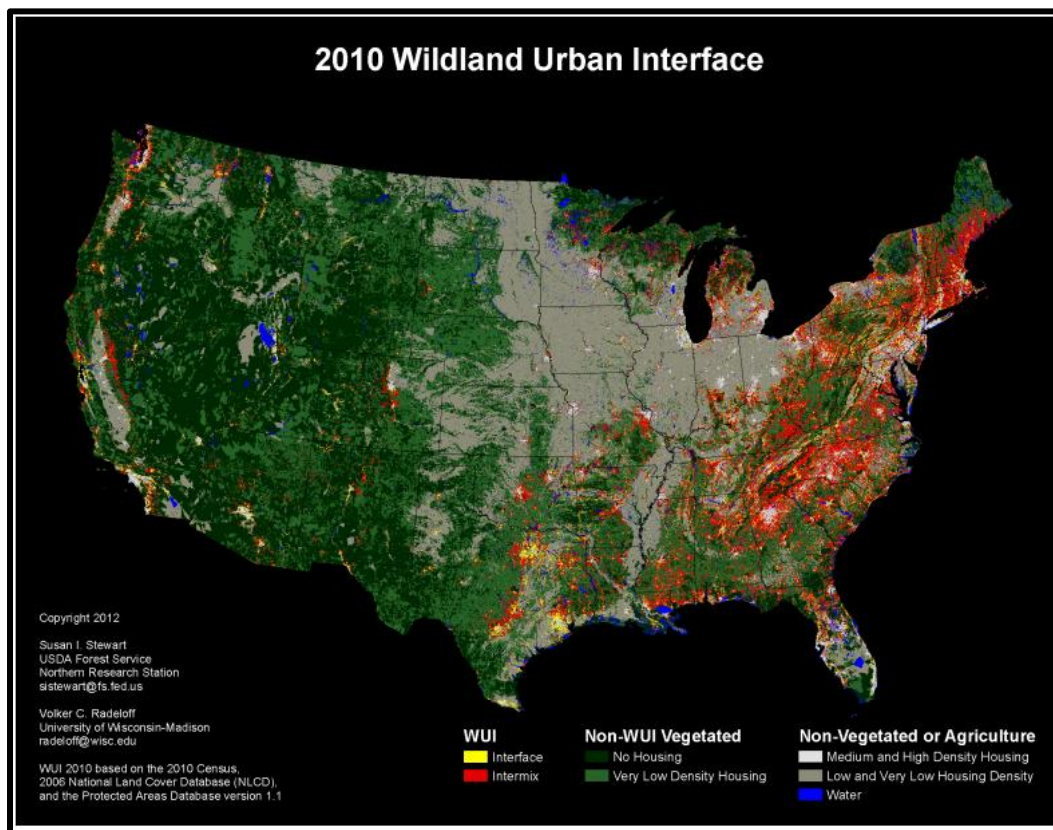 2010 Wildland Urban Interface
Copyright 2012
Susan I. Stewart
USDA Forest Service
Northern Research Station
sistewart@fs.fed.us
Volker C. Radeloff
University of Wisconsin-Madison
radeloff@wisc.edu
WUI 2010 based on the 2010 Census,
2006 National Land Cover Database (NLCD),
and the Protected Areas Database version 1.1
WUI
Interface
Intermix
Non-WUI Vegetated
No Housing
Very Low Density Housing
Non-Vegetated or Agriculture
Medium and High Density Housing
Low and Very Low Housing Density
Water